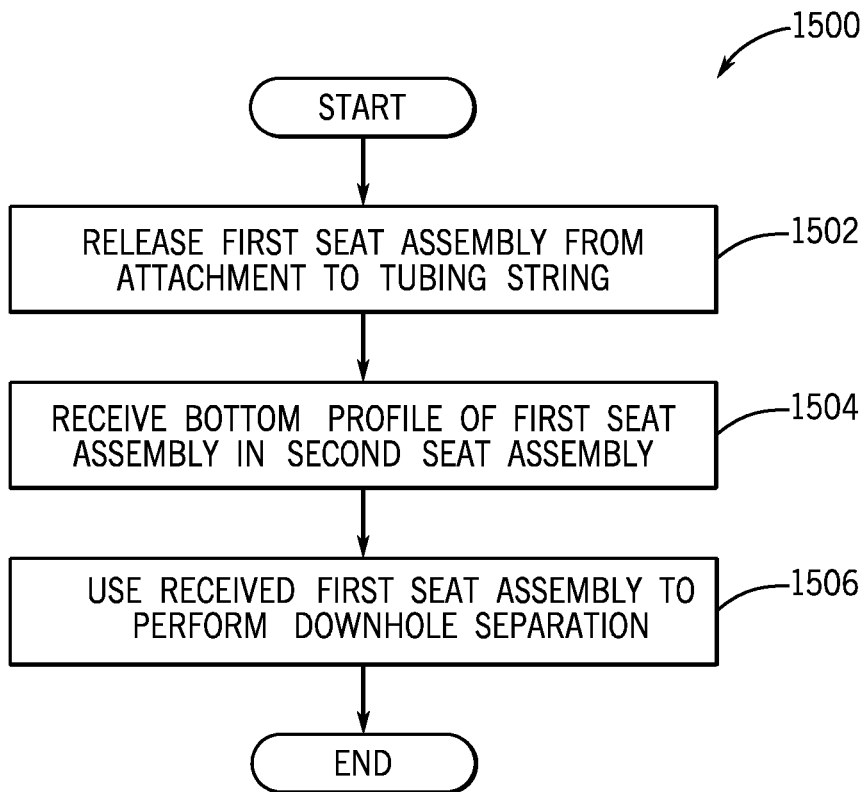 1500
START
RELEASE FIRST SEAT ASSEMBLY FROM
ATTACHMENT TO TUBING STRING
1502
RECEIVE BOTTOM PROFILE OF FIRST SEAT
ASSEMBLY IN SECOND SEAT ASSEMBLY
1504
USE RECEIVED FIRST SEAT ASSEMBLY TO
PERFORM DOWNHOLE SEPARATION
1506
END